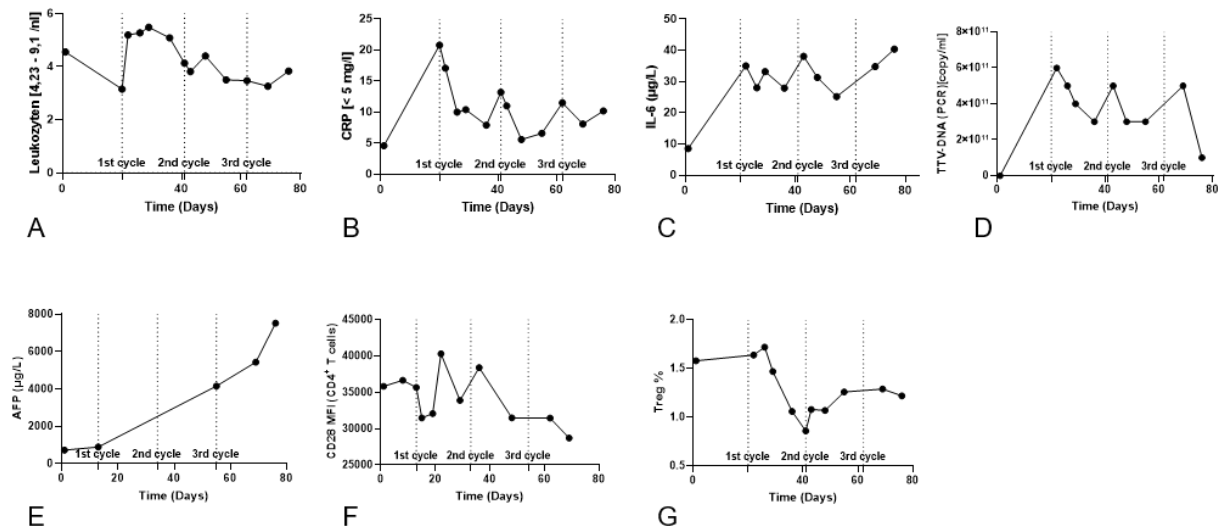 Leukozyten [4,23 - 9,1 /nl]
6
4
2
0
1st cycle 2nd cycle 3rd cycle
0 20 40 60 80
Time (Days)
A
CRP [< 5 mg/l]
25
20
15
10
5
0
1st cycle 2nd cycle 3rd cycle
0 20 40 60 80
Time (Days)
B
IL-6 (µg/L)
50
40
30
20
10
0
1st cycle 2nd cycle 3rd cycle
0 20 40 60 80
Time (Days)
C
TTV-DNA (PCR)[copy/ml]
8×10¹¹
6×10¹¹
4×10¹¹
2×10¹¹
0
1st cycle 2nd cycle 3rd cycle
0 20 40 60 80
Time (Days)
D
AFP (µg/L)
8000
6000
4000
2000
0
1st cycle 2nd cycle 3rd cycle
0 20 40 60 80
Time (Days)
E
CD28 MFI (CD4⁺ T cells)
45000
40000
35000
30000
25000
1st cycle 2nd cycle 3rd cycle
0 20 40 60 80
Time (Days)
F
Treg %
2.0
1.5
1.0
0.5
1st cycle 2nd cycle 3rd cycle
0 20 40 60 80
Time (Days)
G